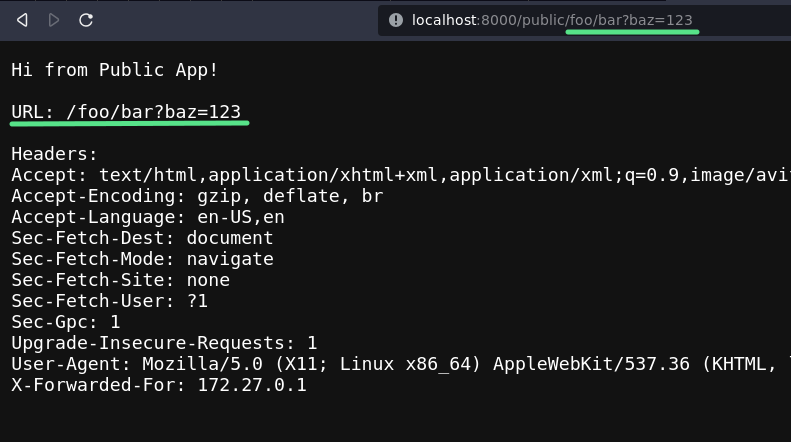 localhost:8000/public/foo/bar?baz=123
Hi from Public App!
URL: /foo/bar?baz=123
Headers:
Accept: text/html,application/xhtml+xml,application/xml;q=0.9,image/avi
Accept-Encoding: gzip, deflate, br
Accept-Language: en-US,en
Sec-Fetch-Dest: document
Sec-Fetch-Mode: navigate
Sec-Fetch-Site: none
Sec-Fetch-User: ?1
Sec-Gpc: 1
Upgrade-Insecure-Requests: 1
User-Agent: Mozilla/5.0 (X11; Linux x86_64) AppleWebKit/537.36 (KHTML,
X-Forwarded-For: 172.27.0.1